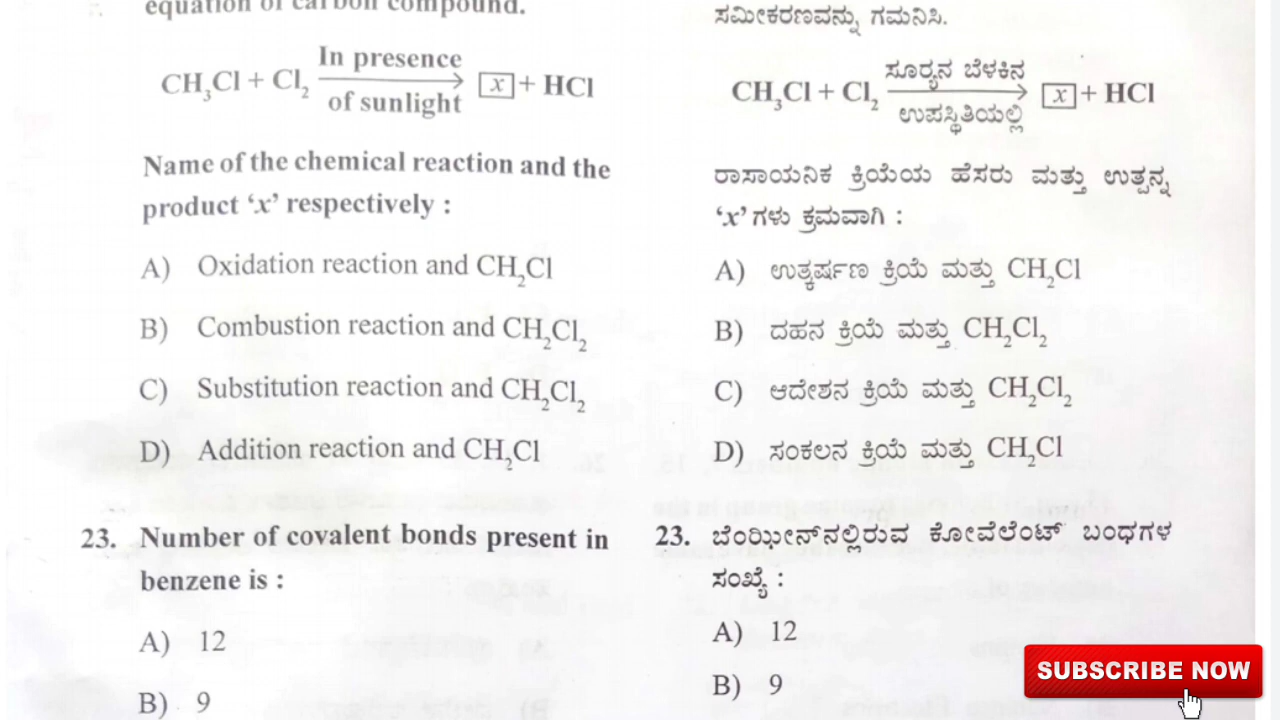 equation of carbon compound.
CH₃Cl + Cl₂ In presence of sunlight → x + HCl
Name of the chemical reaction and the
product ‘x’ respectively :
A) Oxidation reaction and CH₂Cl
B) Combustion reaction and CH₂Cl₂
C) Substitution reaction and CH₂Cl₂
D) Addition reaction and CH₂Cl
23. Number of covalent bonds present in
benzene is :
A) 12
B) 9
ಸಮೀಕರಣವನ್ನು ಗಮನಿಸಿ.
CH₃Cl + Cl₂ ಸೂರ್‍ಯನ ಬೆಳಕಿನ ಉಪಸ್ಥಿತಿಯಲ್ಲಿ → x + HCl
ರಾಸಾಯನಿಕ ಕ್ರಿಯೆಯ ಹೆಸರು ಮತ್ತು ಉತ್ಪನ್ನ
‘x’ ಗಳು ಕ್ರಮವಾಗಿ :
A) ಉತ್ಕರ್ಷಣ ಕ್ರಿಯೆ ಮತ್ತು CH₂Cl
B) ದಹನ ಕ್ರಿಯೆ ಮತ್ತು CH₂Cl₂
C) ಆದೇಶನ ಕ್ರಿಯೆ ಮತ್ತು CH₂Cl₂
D) ಸಂಕಲನ ಕ್ರಿಯೆ ಮತ್ತು CH₂Cl
23. ಬೆಂಝೀನ್‌ನಲ್ಲಿರುವ ಕೋವೆಲೆಂಟ್ ಬಂಧಗಳ
ಸಂಖ್ಯೆ :
A) 12
B) 9
SUBSCRIBE NOW